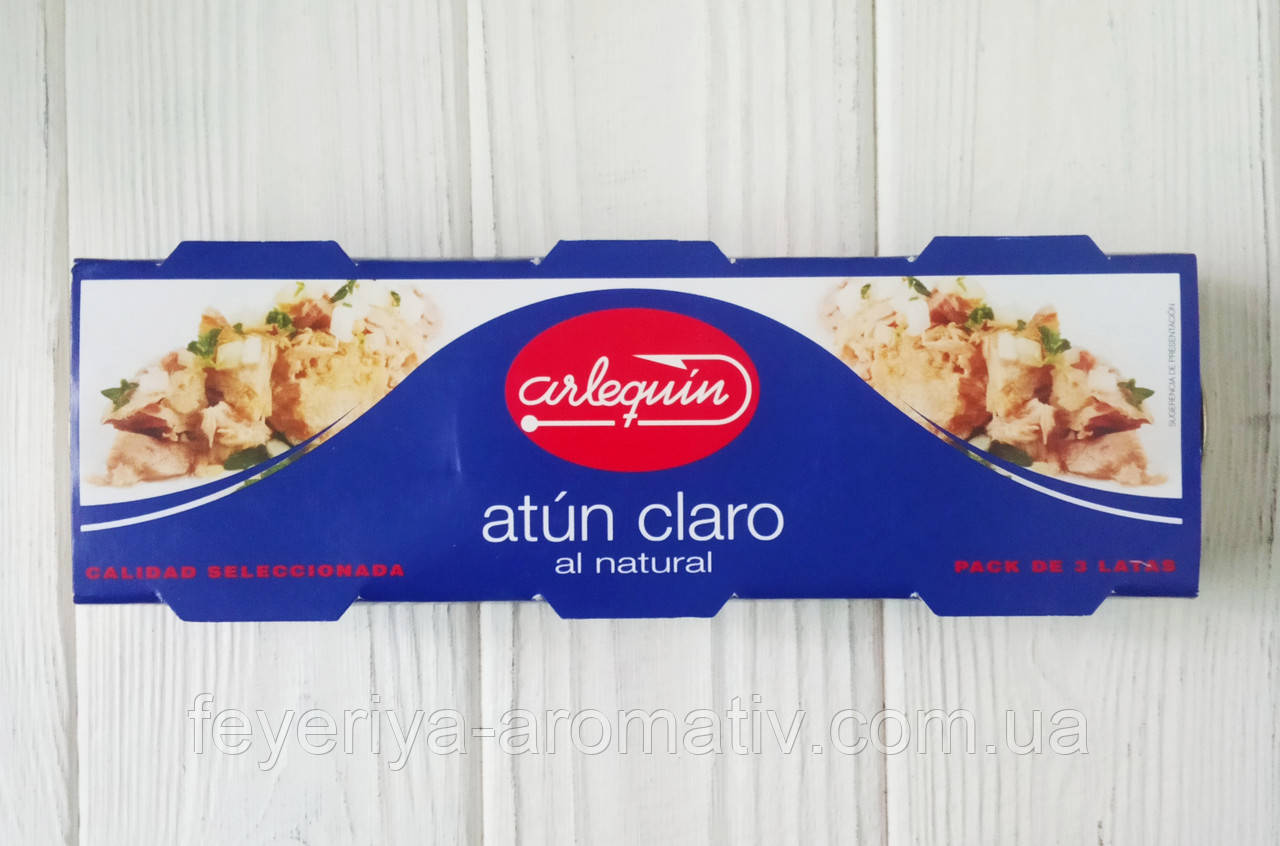 SUGERENCIA DE PRESENTACIÓN
arlequín
atún claro
al natural
CALIDAD SELECCIONADA
PACK DE 3 LATAS
feyeriya-aromativ.com.ua